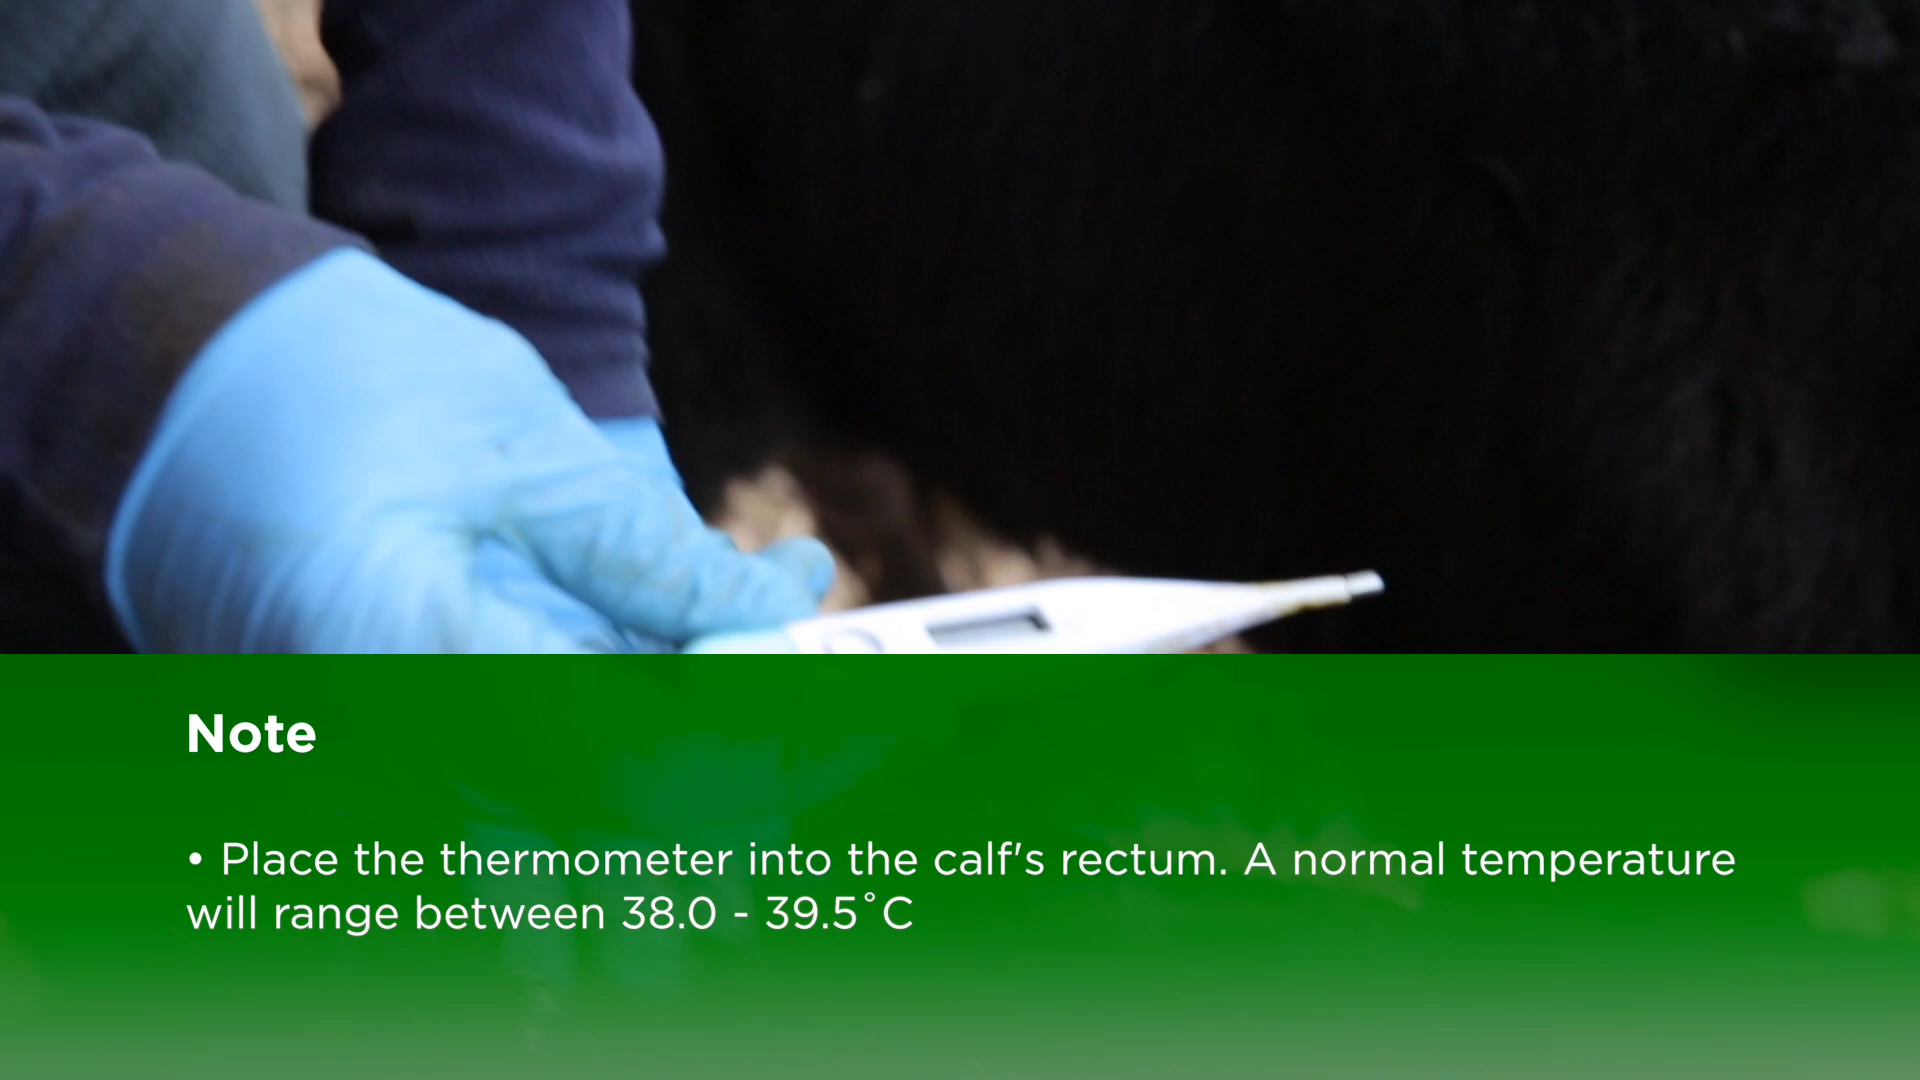 Note
• Place the thermometer into the calf's rectum. A normal temperature
will range between 38.0 - 39.5˚C